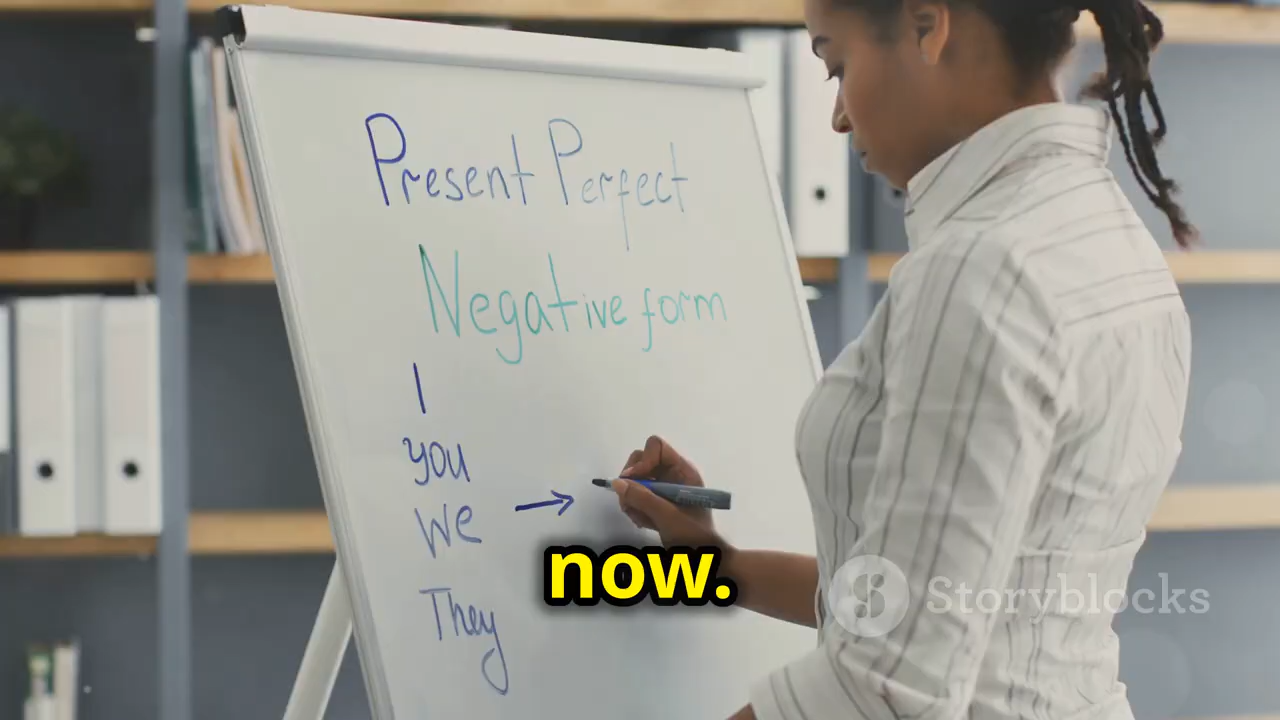 Present Perfect
Negative form
I
you
We
They
now.
Storyblocks